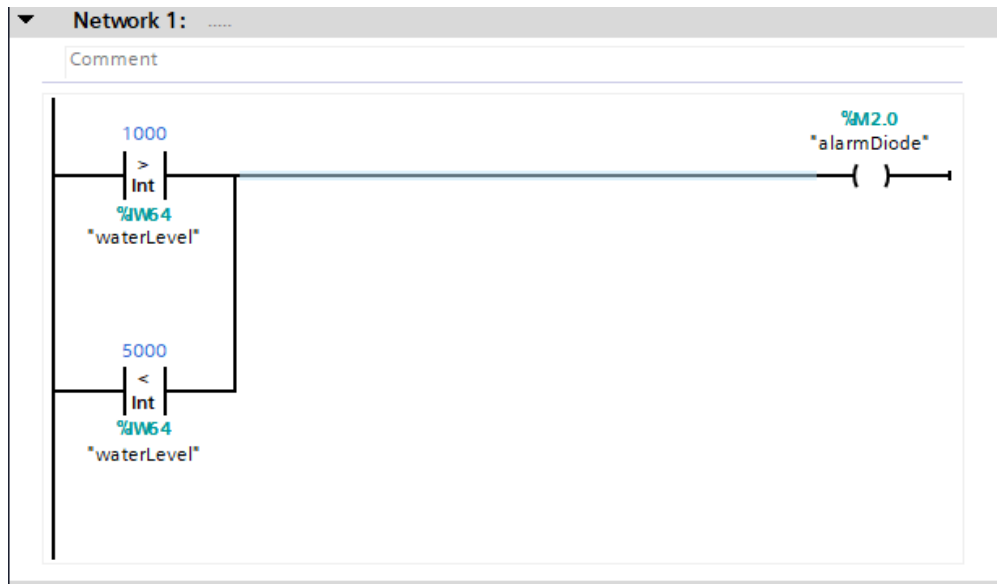 Network 1: .....
Comment
1000
>
Int
%IW64
"waterLevel"
%M2.0
"alarmDiode"
( )
5000
<
Int
%IW64
"waterLevel"